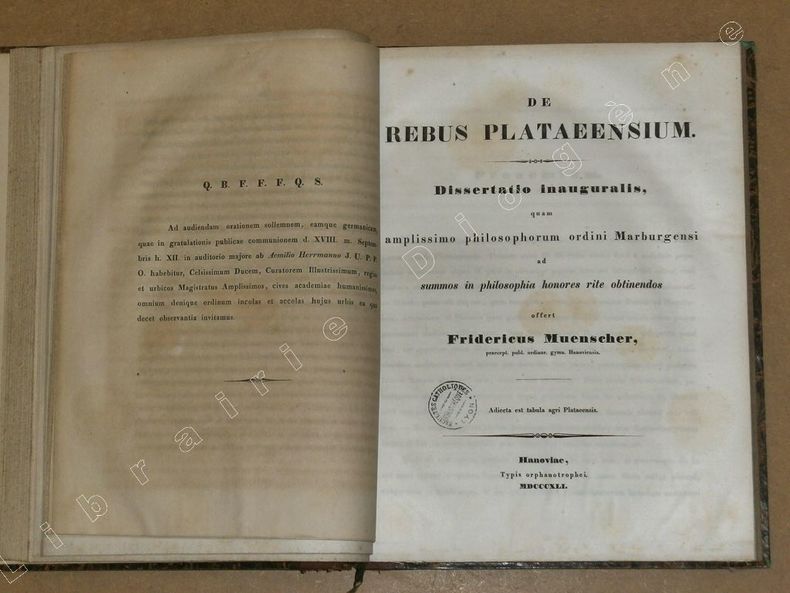 Q. B. F. F. F. Q. S.
Ad audiendam orationem sollemnem, eamque germanicam,
quae in gratulationis publicae communionem d. XVIII. m. Septem-
bris h. XII. in auditorio majore ab Aemilio Herrmanno J. U. P. P.
O. habebitur, Celsissimum Ducem, Curatorem Illustrissimum, regios
et urbicos Magistratus Amplissimos, cives academiae humanissimos,
omnium denique ordinum incolas et accolas hujus urbis ea qua
decet observantia invitamus.
DE
REBUS PLATAEENSIUM.
Dissertatio inauguralis,
quam
amplissimo philosophorum ordini Marburgensi
ad
summos in philosophia honores rite obtinendos
offert
Fridericus Muenscher,
praecept. publ. ordinar. gymn. Hanoviensis.
FACULTES CATHOLIQUES
LYON
Adiecta est tabula agri Plataeensis.
Hanoviae,
Typis orphanotrophei.
MDCCCXLI.
Librairie Diogène